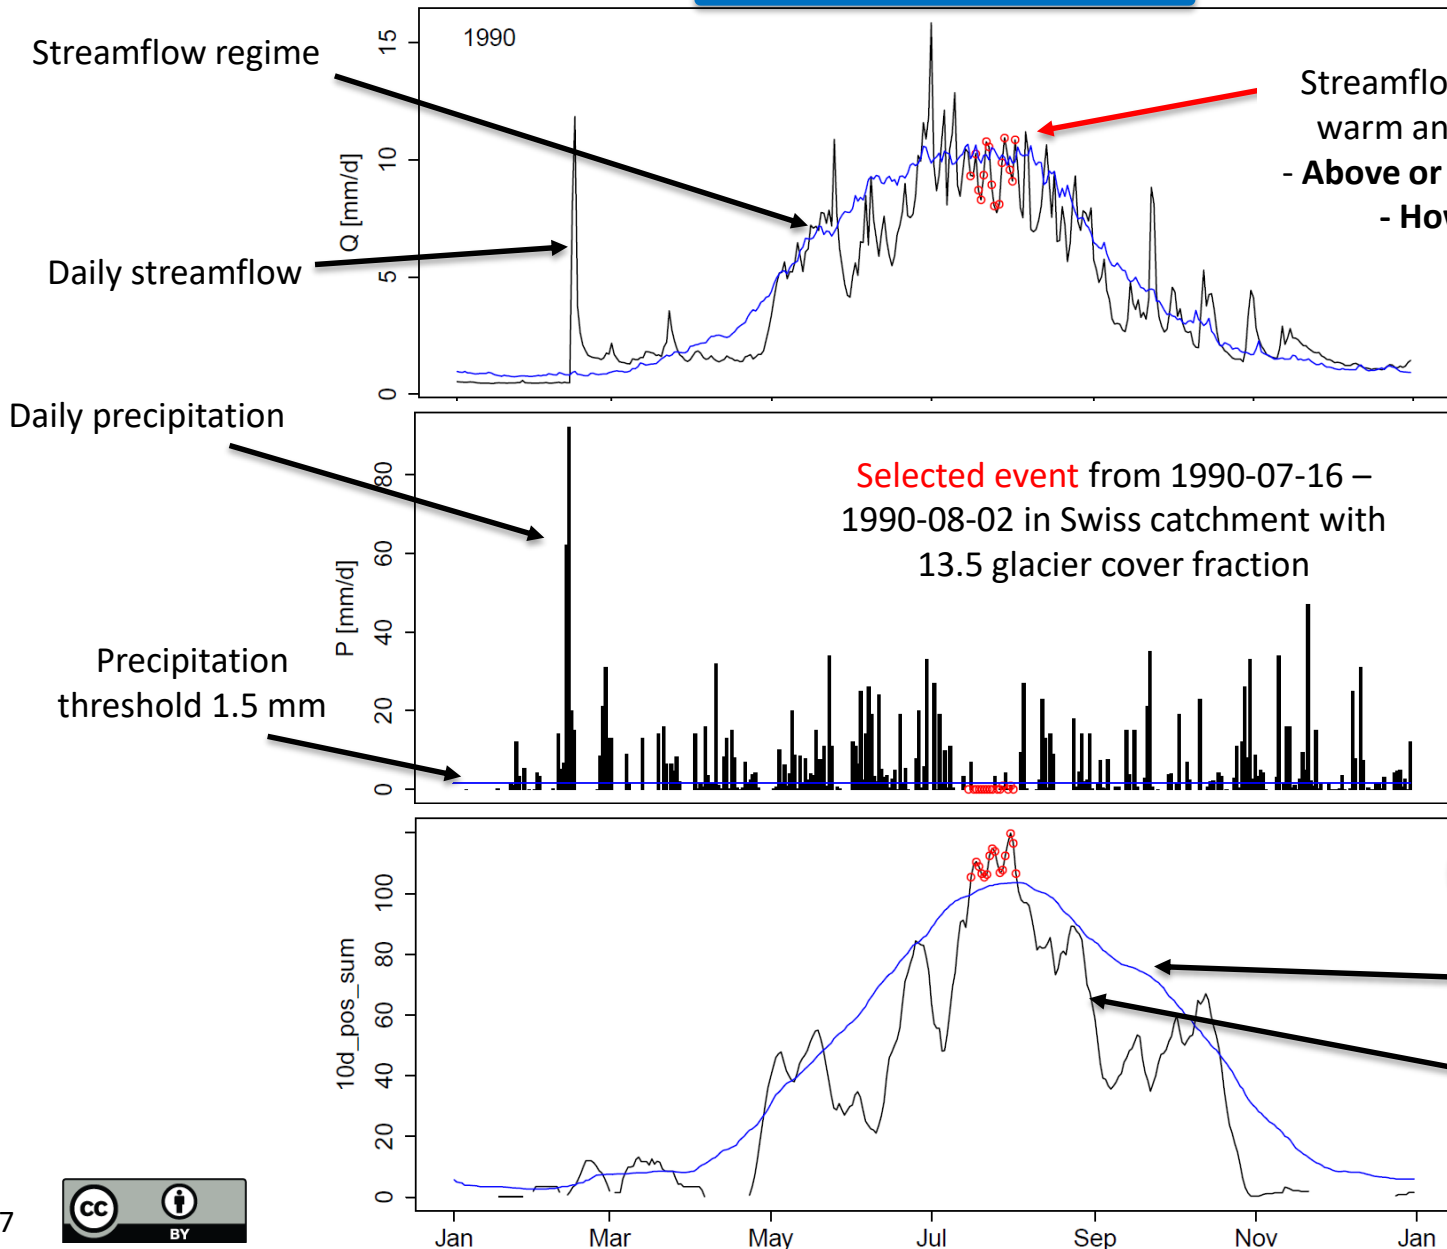 Streamflow regime
Daily streamflow
Daily precipitation
Precipitation
threshold 1.5 mm
1990
Q [mm/d]
15
10
5
0
warm
- Above or
Selected event from 1990-07-16 –
1990-08-02 in Swiss catchment with
13.5 glacier cover fraction
P [mm/d]
80
60
40
20
0
10d_pos_sum
100
80
60
40
20
0
Jan
Mar
May
Jul
Sep
Nov
Jan
7
cc
BY